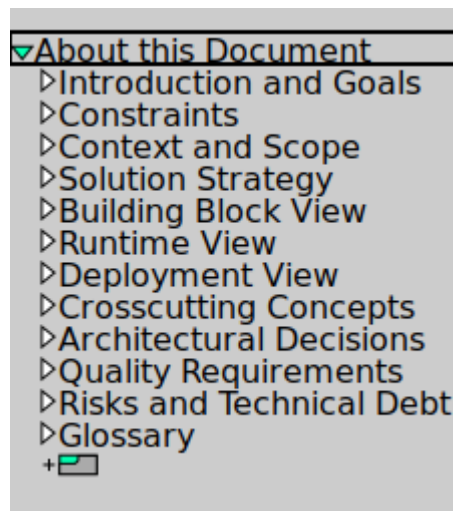 About this Document
Introduction and Goals
Constraints
Context and Scope
Solution Strategy
Building Block View
Runtime View
Deployment View
Crosscutting Concepts
Architectural Decisions
Quality Requirements
Risks and Technical Debt
Glossary
+